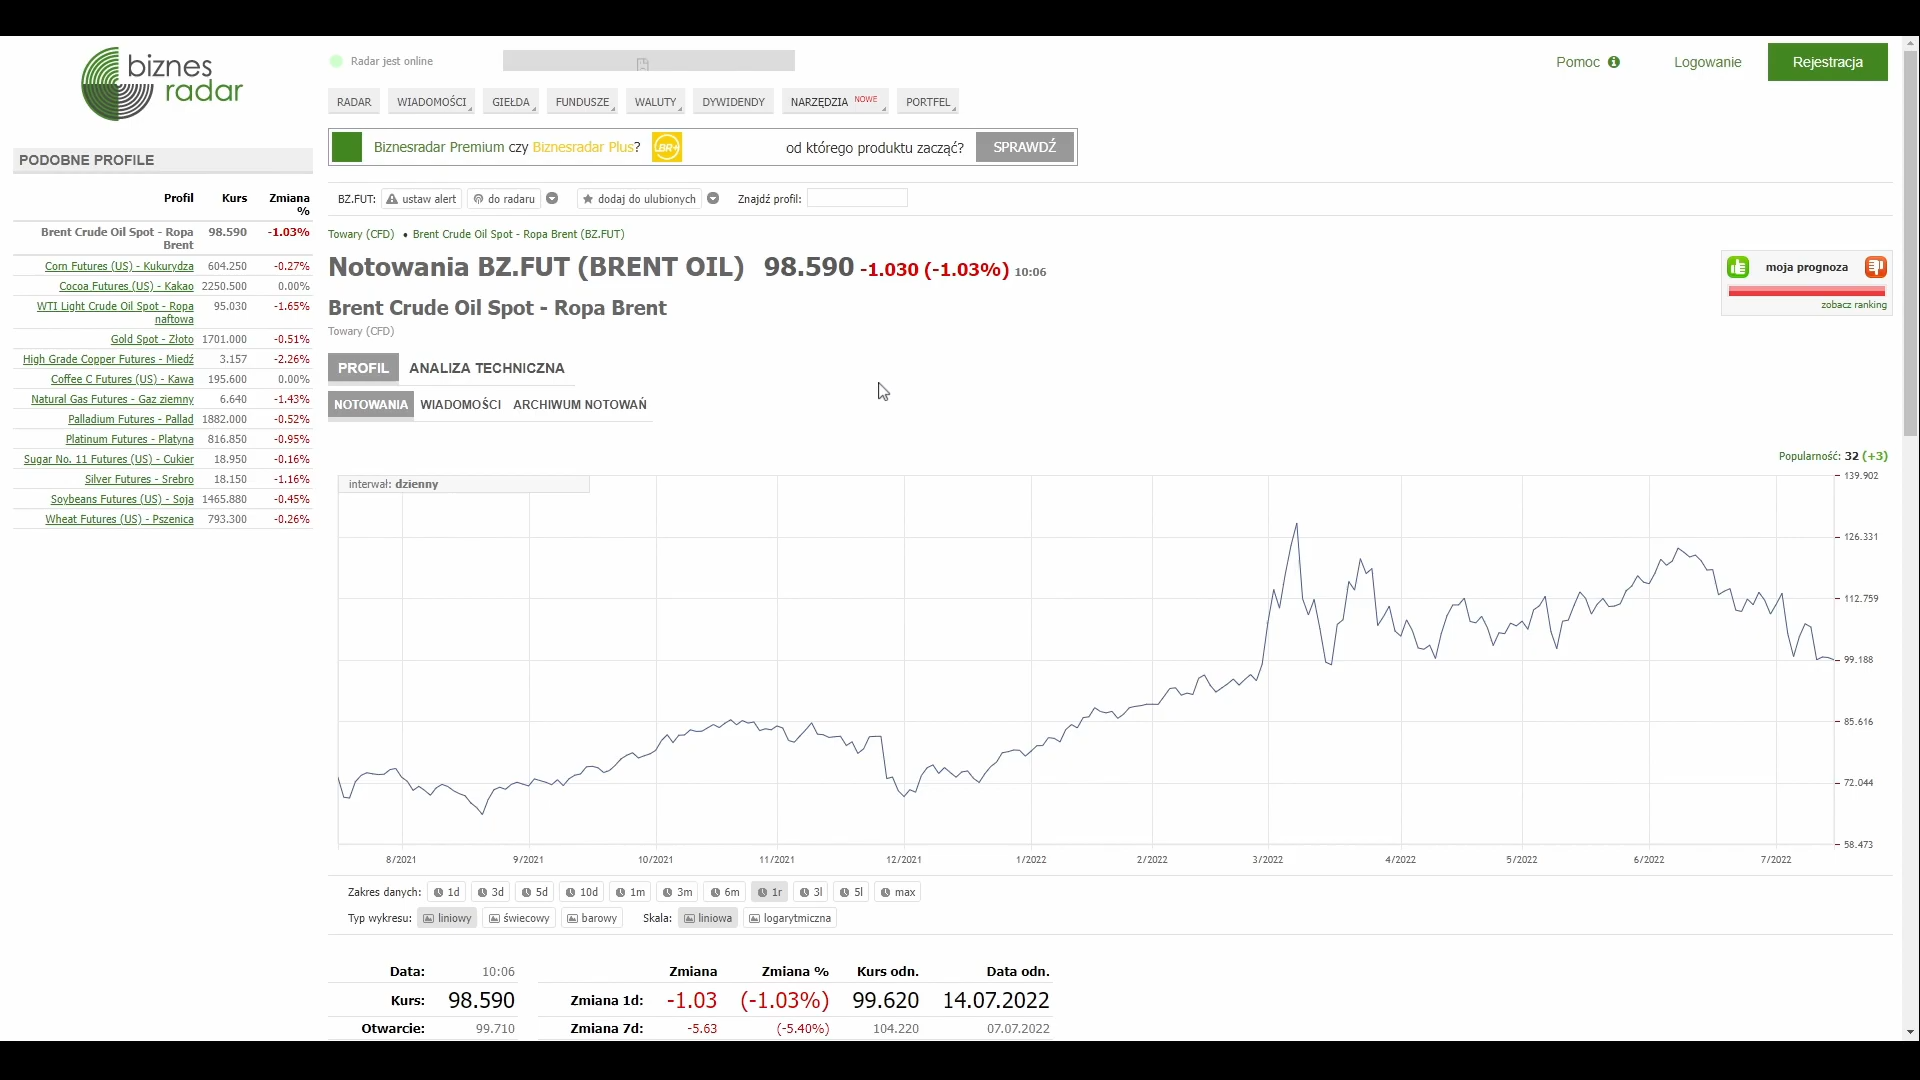 biznes
radar
Radar jest online
Pomoc
Logowanie
Rejestracja
RADAR WIADOMOŚCI GIEŁDA FUNDUSZE WALUTY DYWIDENDY NARZĘDZIA NOWE PORTFEL
Biznesradar Premium czy Biznesradar Plus? BR+ od którego produktu zacząć? SPRAWDŹ
PODOBNE PROFILE
Profil Kurs Zmiana
%
Brent Crude Oil Spot - Ropa 98.590 -1.03%
Brent
Corn Futures (US) - Kukurydza 604.250 -0.27%
Cocoa Futures (US) - Kakao 2250.500 0.00%
WTI Light Crude Oil Spot - Ropa 95.030 -1.65%
naftowa
Gold Spot - Złoto 1701.000 -0.51%
High Grade Copper Futures - Miedź 3.157 -2.26%
Coffee C Futures (US) - Kawa 195.600 0.00%
Natural Gas Futures - Gaz ziemny 6.640 -1.43%
Palladium Futures - Pallad 1882.000 -0.52%
Platinum Futures - Platyna 816.850 -0.95%
Sugar No. 11 Futures (US) - Cukier 18.950 -0.16%
Silver Futures - Srebro 18.150 -1.16%
Soybeans Futures (US) - Soja 1465.880 -0.45%
Wheat Futures (US) - Pszenica 793.300 -0.26%
BZ.FUT: ustaw alert do radaru dodaj do ulubionych Znajdź profil:
Towary (CFD) • Brent Crude Oil Spot - Ropa Brent (BZ.FUT)
Notowania BZ.FUT (BRENT OIL) 98.590 -1.030 (-1.03%) 10:06
moja prognoza
zobacz ranking
Brent Crude Oil Spot - Ropa Brent
Towary (CFD)
PROFIL ANALIZA TECHNICZNA
NOTOWANIA WIADOMOŚCI ARCHIWUM NOTOWAŃ
Popularność: 32 (+3)
interwał: dzienny
139.902
126.331
112.759
99.188
85.616
72.044
58.473
8/2021 9/2021 10/2021 11/2021 12/2021 1/2022 2/2022 3/2022 4/2022 5/2022 6/2022 7/2022
Zakres danych: 1d 3d 5d 10d 1m 3m 6m 1r 3l 5l max
Typ wykresu: liniowy świecowy barowy Skala: liniowa logarytmiczna
Data: 10:06 Zmiana Zmiana % Kurs odn. Data odn.
Kurs: 98.590 Zmiana 1d: -1.03 (-1.03%) 99.620 14.07.2022
Otwarcie: 99.710 Zmiana 7d: -5.63 (-5.40%) 104.220 07.07.2022